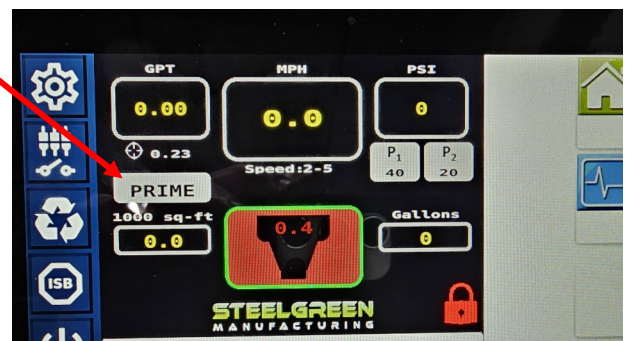 GPT MPH PSI
0.00 0.0 0
0.23 Speed:2-5 P1 40 P2 20
PRIME
1000 sq-ft 0.4 Gallons
0.0 0
ISB
STEELGREEN
MANUFACTURING